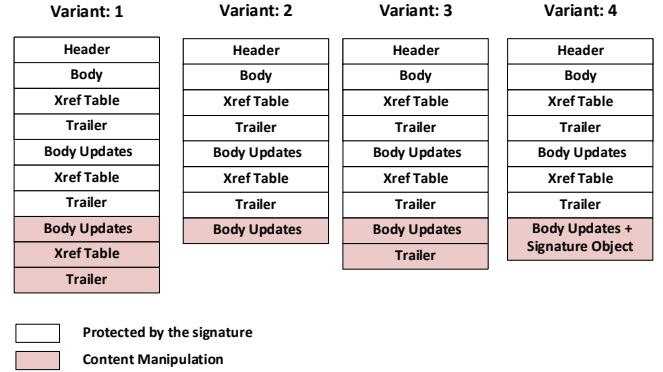 Variant: 1
Header
Body
Xref Table
Trailer
Body Updates
Xref Table
Trailer
Body Updates
Xref Table
Trailer
Variant: 2
Header
Body
Xref Table
Trailer
Body Updates
Xref Table
Trailer
Body Updates
Variant: 3
Header
Body
Xref Table
Trailer
Body Updates
Xref Table
Trailer
Body Updates
Trailer
Variant: 4
Header
Body
Xref Table
Trailer
Body Updates
Xref Table
Trailer
Body Updates +
Signature Object
Protected by the signature
Content Manipulation